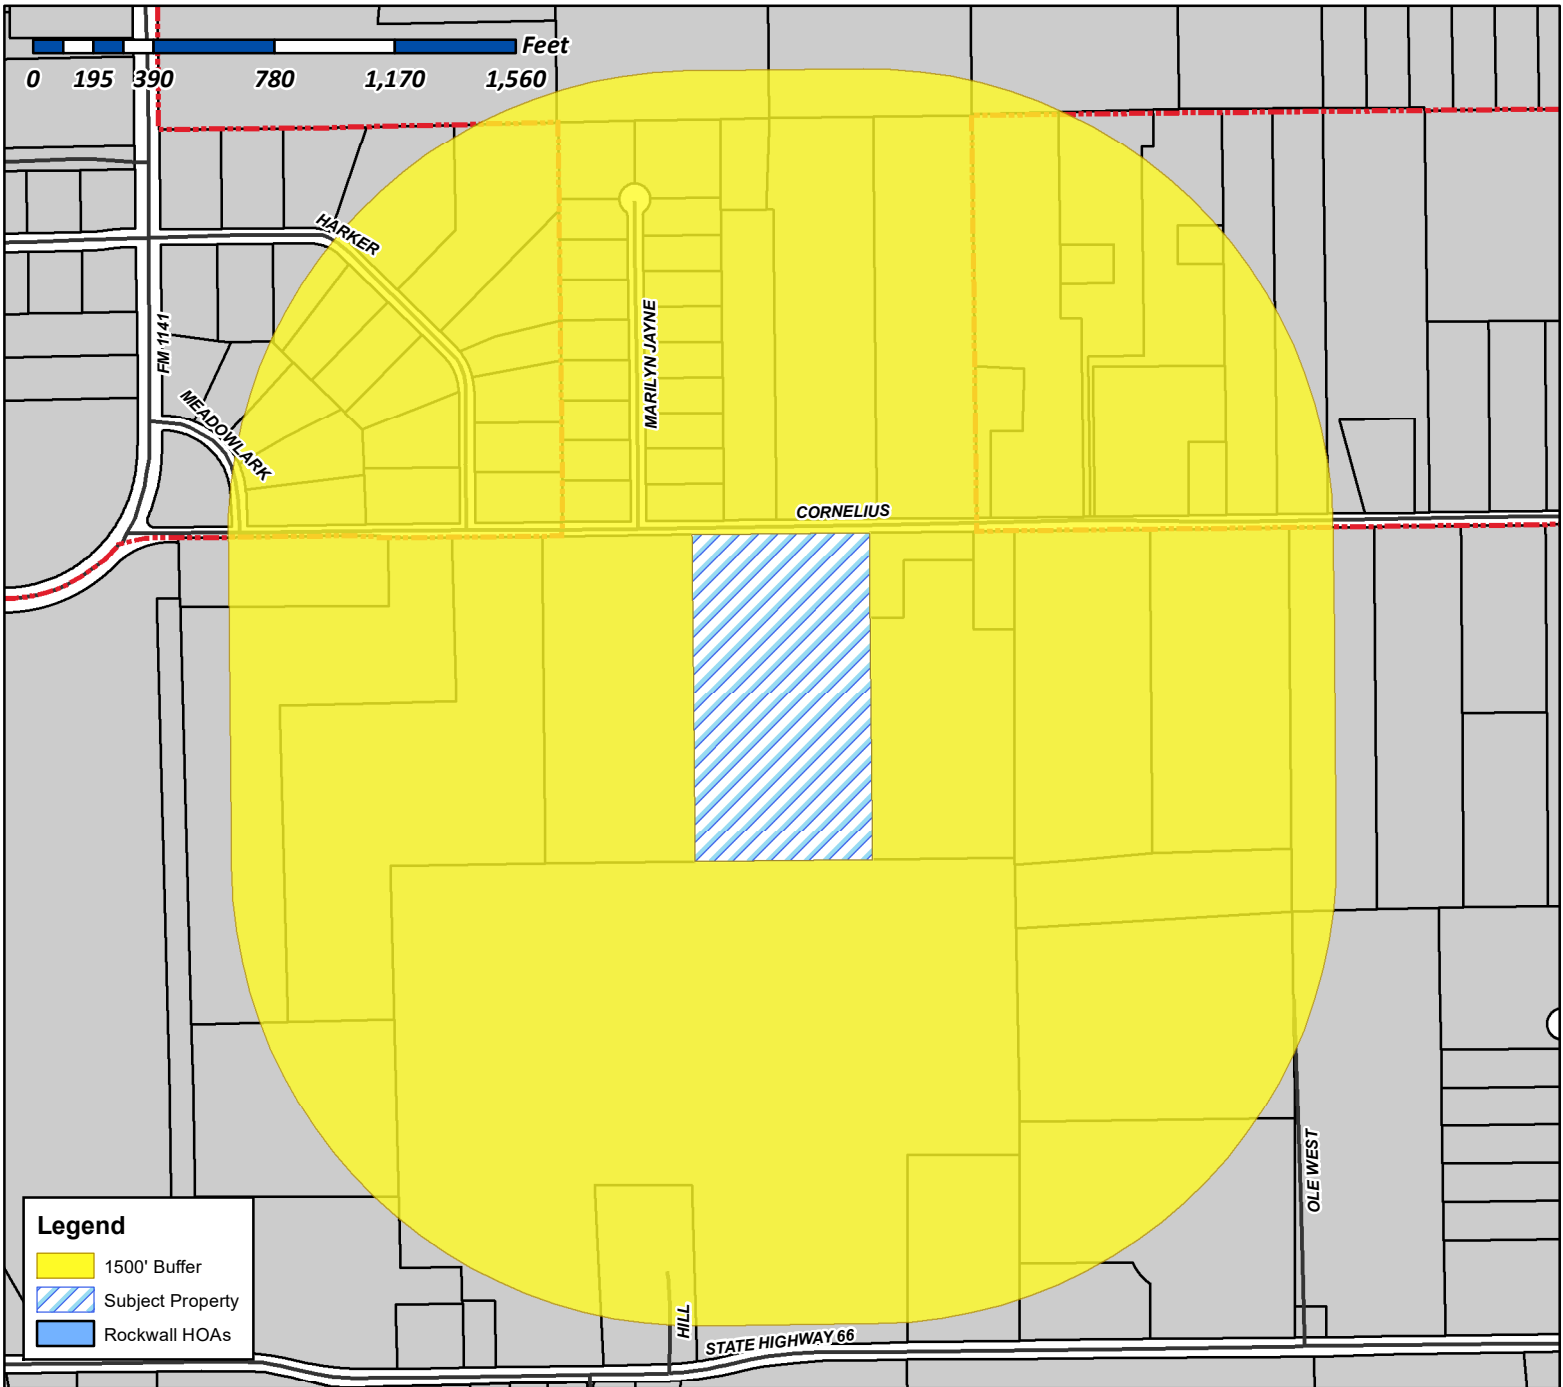 Feet
0 195 390 780 1,170 1,560
HARKER
FM 1141
MARILYN JAYNE
MEADOWLARK
CORNELIUS
OLE WEST
HILL
STATE HIGHWAY 66
Legend
1500' Buffer
Subject Property
Rockwall HOAs